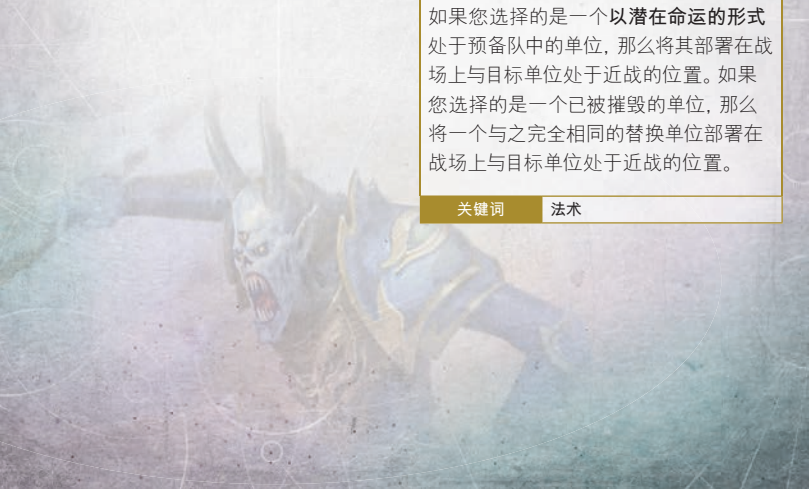 如果您选择的是一个以潜在命运的形式
处于预备队中的单位, 那么将其部署在战
场上与目标单位处于近战的位置。如果
您选择的是一个已被摧毁的单位, 那么
将一个与之完全相同的替换单位部署在
战场上与目标单位处于近战的位置。
关键词 法术